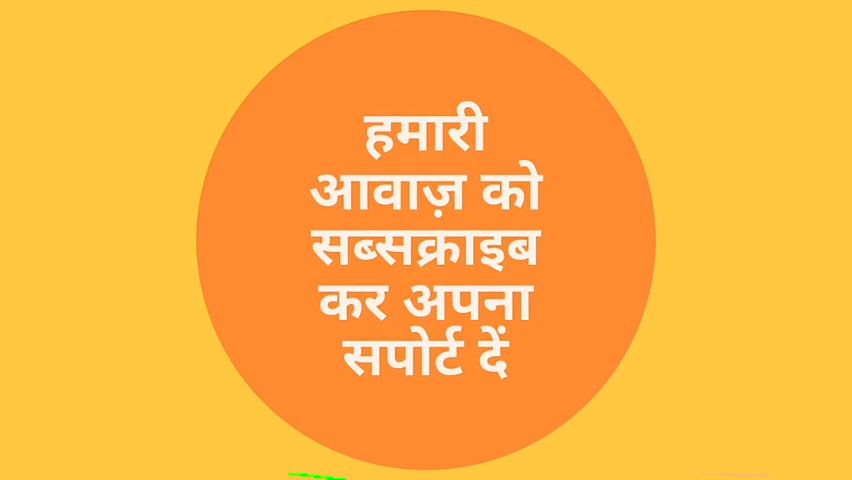 हमारी
आवाज़ को
सब्सक्राइब
कर अपना
सपोर्ट दें